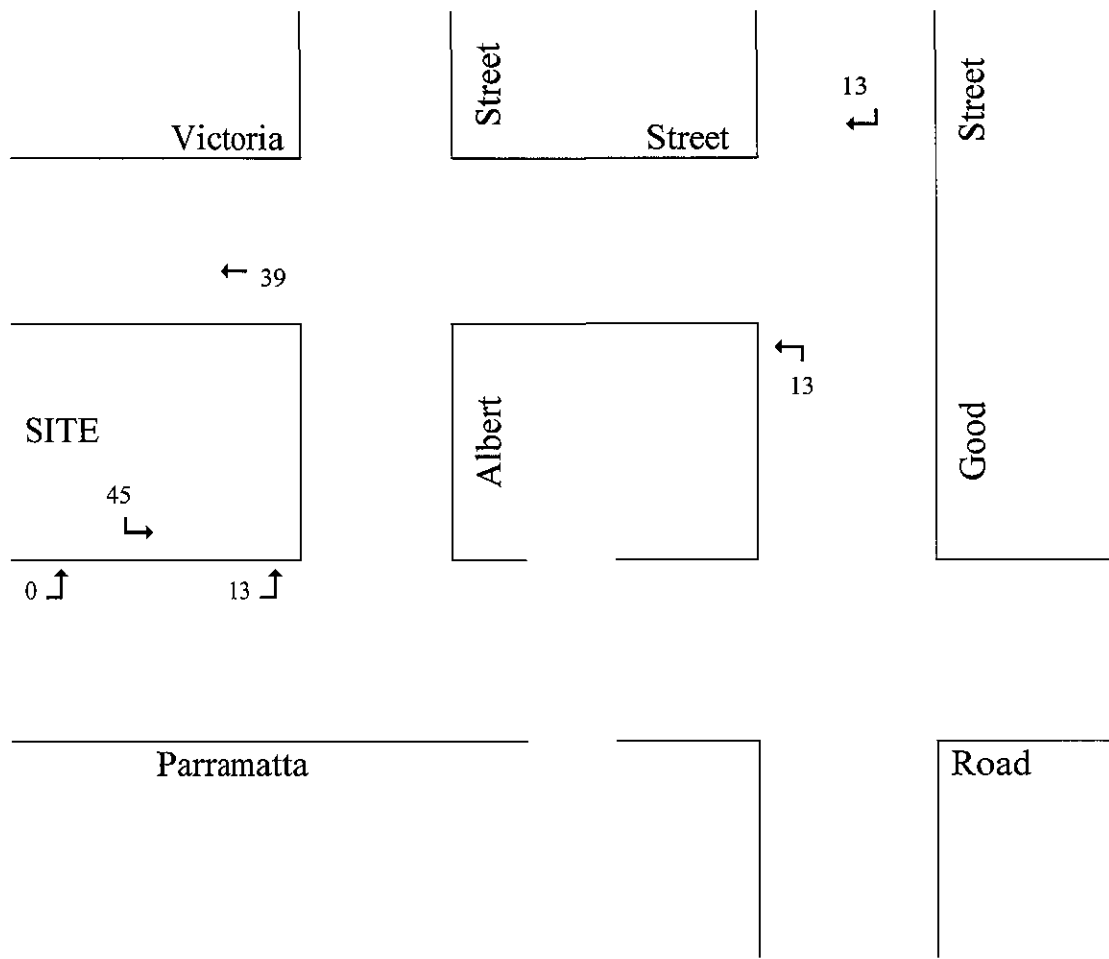 Street
Street
13
Victoria
Street
39
13
SITE
Albert
Good
45
0
13
Parramatta
Road